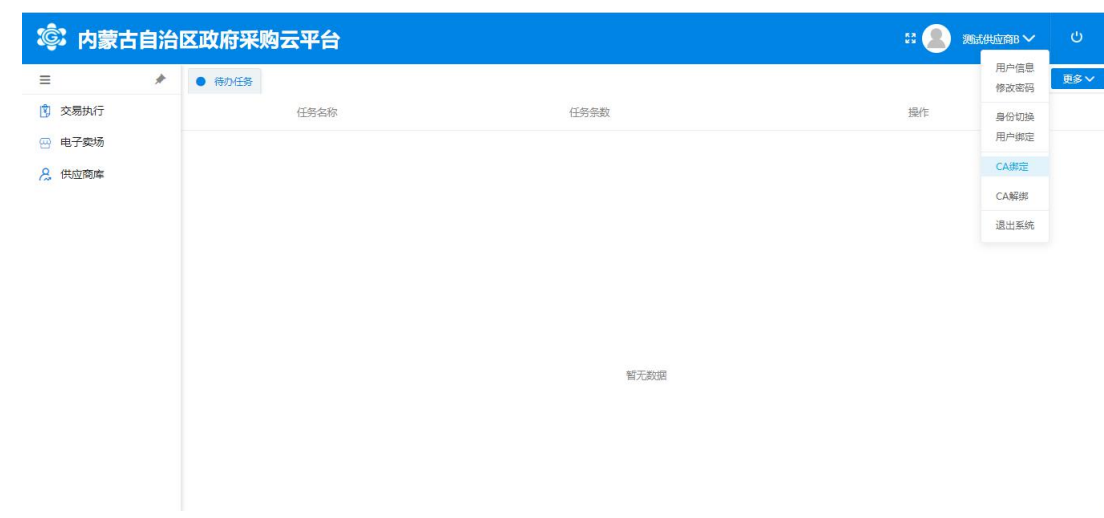 内蒙古自治区政府采购云平台
测试供应商B
待办任务
更多
交易执行
电子卖场
供应商库
任务名称
任务条数
操作
用户信息
修改密码
身份切换
用户绑定
CA绑定
CA解绑
退出系统
暂无数据